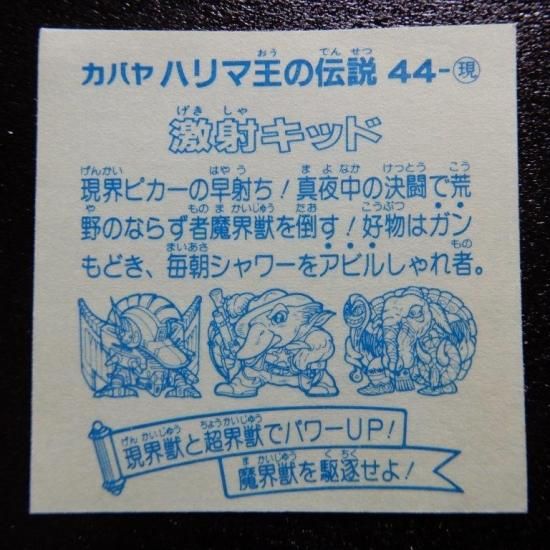 カバヤ ハリマ王の伝説 44-現
激射キッド
現界ピカーの早射ち!真夜中の決闘で荒
野のならず者魔界獣を倒す!好物はガン
もどき、毎朝シャワーをアビルしゃれ者。
現界獣と超界獣でパワーUP!
魔界獣を駆逐せよ!